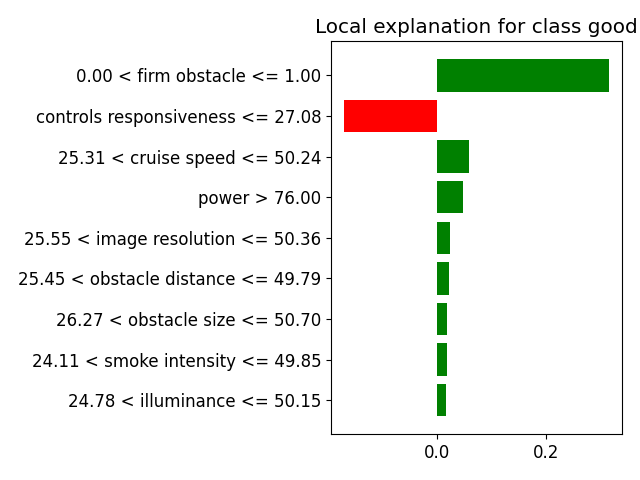 Local explanation for class good
0.00 < firm obstacle <= 1.00
controls responsiveness <= 27.08
25.31 < cruise speed <= 50.24
power > 76.00
25.55 < image resolution <= 50.36
25.45 < obstacle distance <= 49.79
26.27 < obstacle size <= 50.70
24.11 < smoke intensity <= 49.85
24.78 < illuminance <= 50.15
0.0 0.2